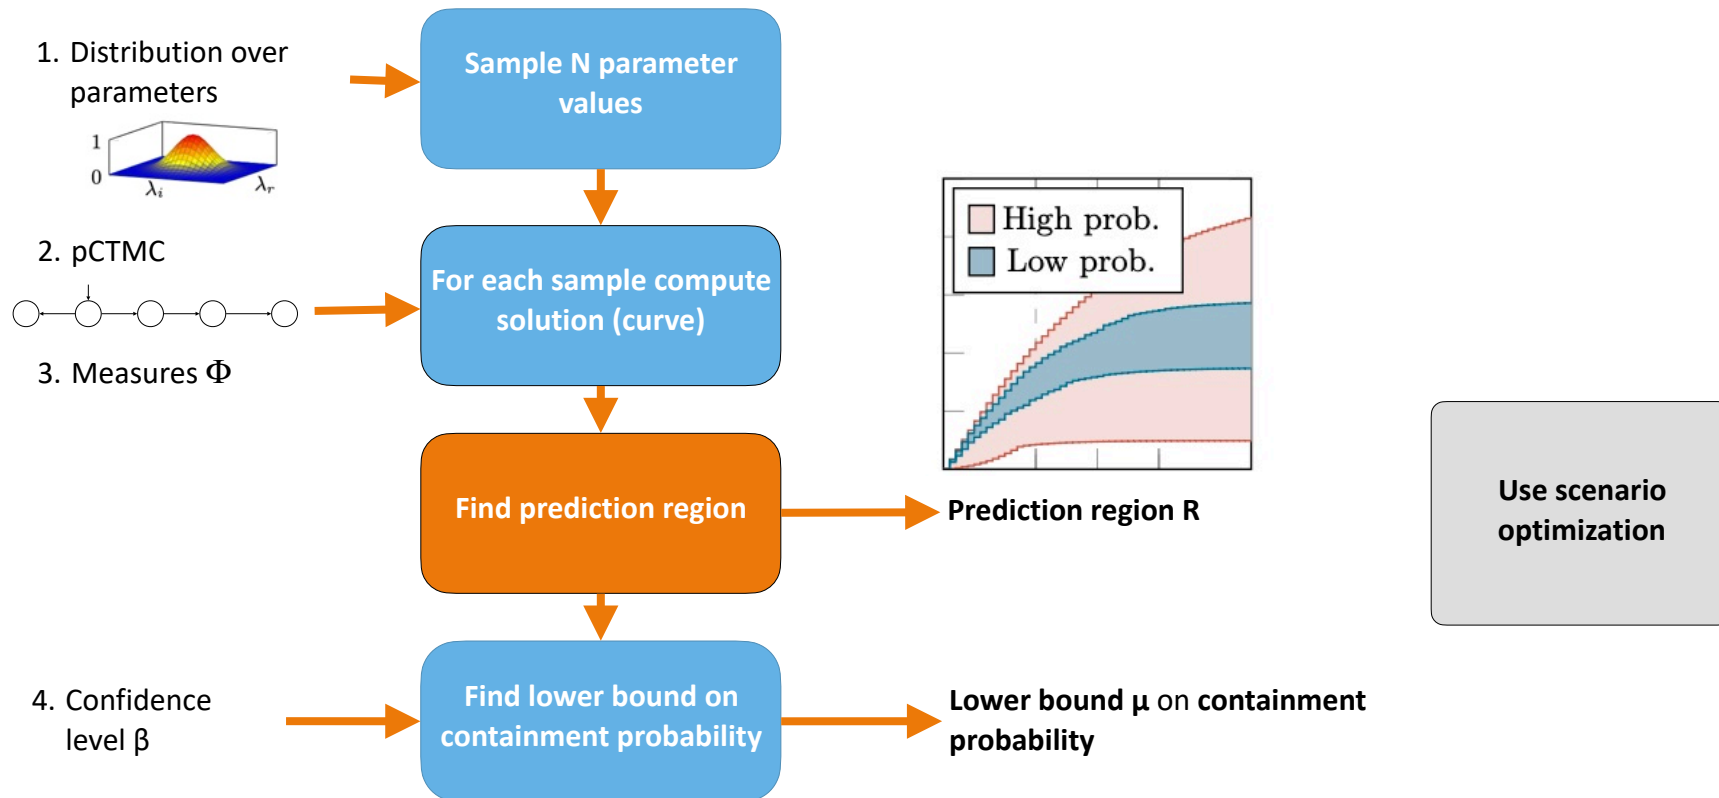 1. Distribution over
parameters
1
0
λᵢ
λᵣ
Sample N parameter
values
2. pCTMC
3. Measures Φ
For each sample compute
solution (curve)
High prob.
Low prob.
Find prediction region
Prediction region R
Use scenario
optimization
4. Confidence
level β
Find lower bound on
containment probability
Lower bound μ on containment
probability